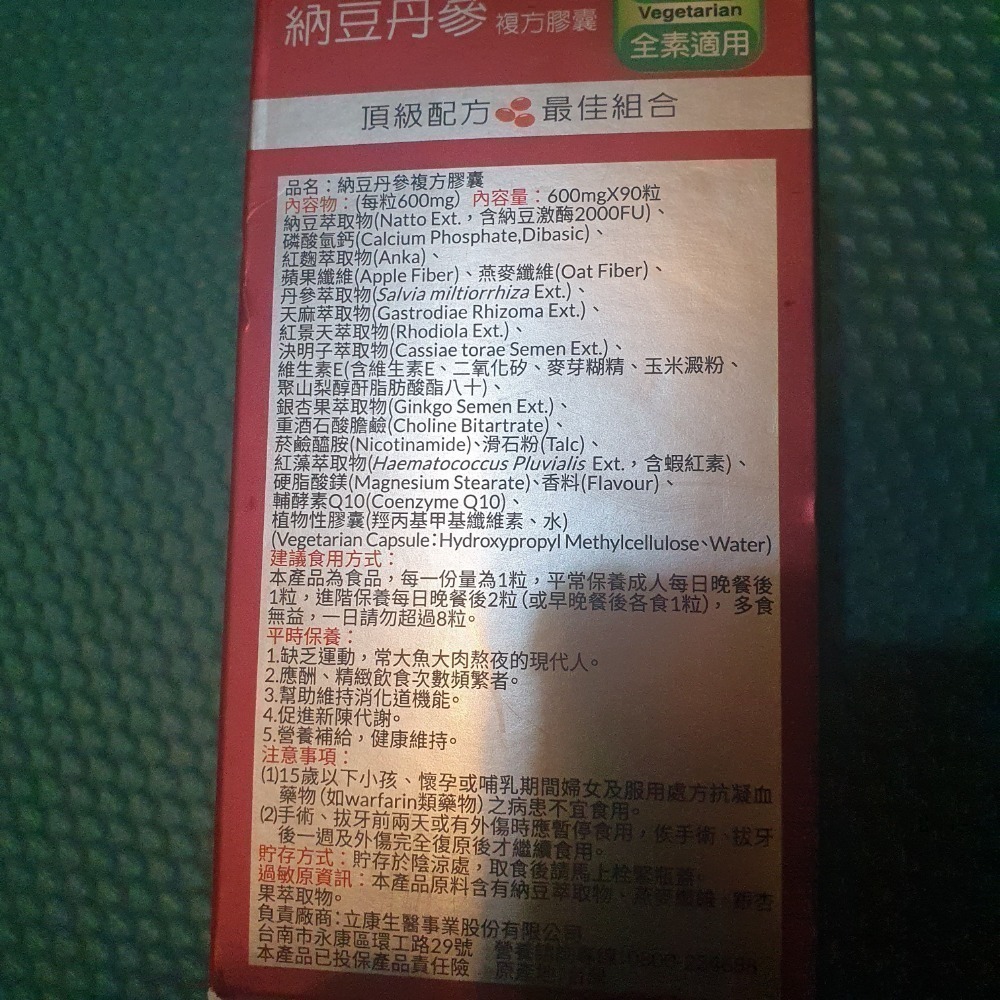 納豆丹參 複方膠囊
Vegetarian
全素適用
頂級配方 最佳組合
品名：納豆丹參複方膠囊
內容物：(每粒600mg) 內容量：600mgX90粒
納豆萃取物(Natto Ext.，含納豆激酶2000FU)、
磷酸氫鈣(Calcium Phosphate,Dibasic)、
紅麴萃取物(Anka)、
蘋果纖維(Apple Fiber)、燕麥纖維(Oat Fiber)、
丹參萃取物(Salvia miltiorrhiza Ext.)、
天麻萃取物(Gastrodiae Rhizoma Ext.)、
紅景天萃取物(Rhodiola Ext.)、
決明子萃取物(Cassiae torae Semen Ext.)、
維生素E(含維生素E、二氧化矽、麥芽糊精、玉米澱粉、
聚山梨醇酐脂肪酸酯八十)、
銀杏果萃取物(Ginkgo Semen Ext.)、
重酒石酸膽鹼(Choline Bitartrate)、
菸鹼醯胺(Nicotinamide)、滑石粉(Talc)、
紅藻萃取物(Haematococcus Pluvialis Ext.，含蝦紅素)、
硬脂酸鎂(Magnesium Stearate)、香料(Flavour)、
輔酵素Q10(Coenzyme Q10)、
植物性膠囊(羥丙基甲基纖維素、水)
(Vegetarian Capsule：Hydroxypropyl Methylcellulose、Water)
建議食用方式：
本產品為食品，每一份量為1粒，平常保養成人每日晚餐後
1粒，進階保養每日晚餐後2粒(或早晚餐後各食1粒)，多食
無益，一日請勿超過8粒。
平時保養：
1.缺乏運動，常大魚大肉熬夜的現代人。
2.應酬、精緻飲食次數頻繁者。
3.幫助維持消化道機能。
4.促進新陳代謝。
5.營養補給，健康維持。
注意事項：
(1)15歲以下小孩、懷孕或哺乳期間婦女及服用處方抗凝血
藥物(如warfarin類藥物)之病患不宜食用。
(2)手術、拔牙前兩天或有外傷時應暫停食用，俟手術、拔牙
後一週及外傷完全復原後才繼續食用。
貯存方式：貯存於陰涼處，取食後請馬上栓緊瓶蓋。
過敏原資訊：本產品原料含有納豆萃取物、燕麥纖維、銀杏
果萃取物。
負責廠商：立康生醫事業股份有限公司
台南市永康區環工路29號
本產品已投保產品責任險